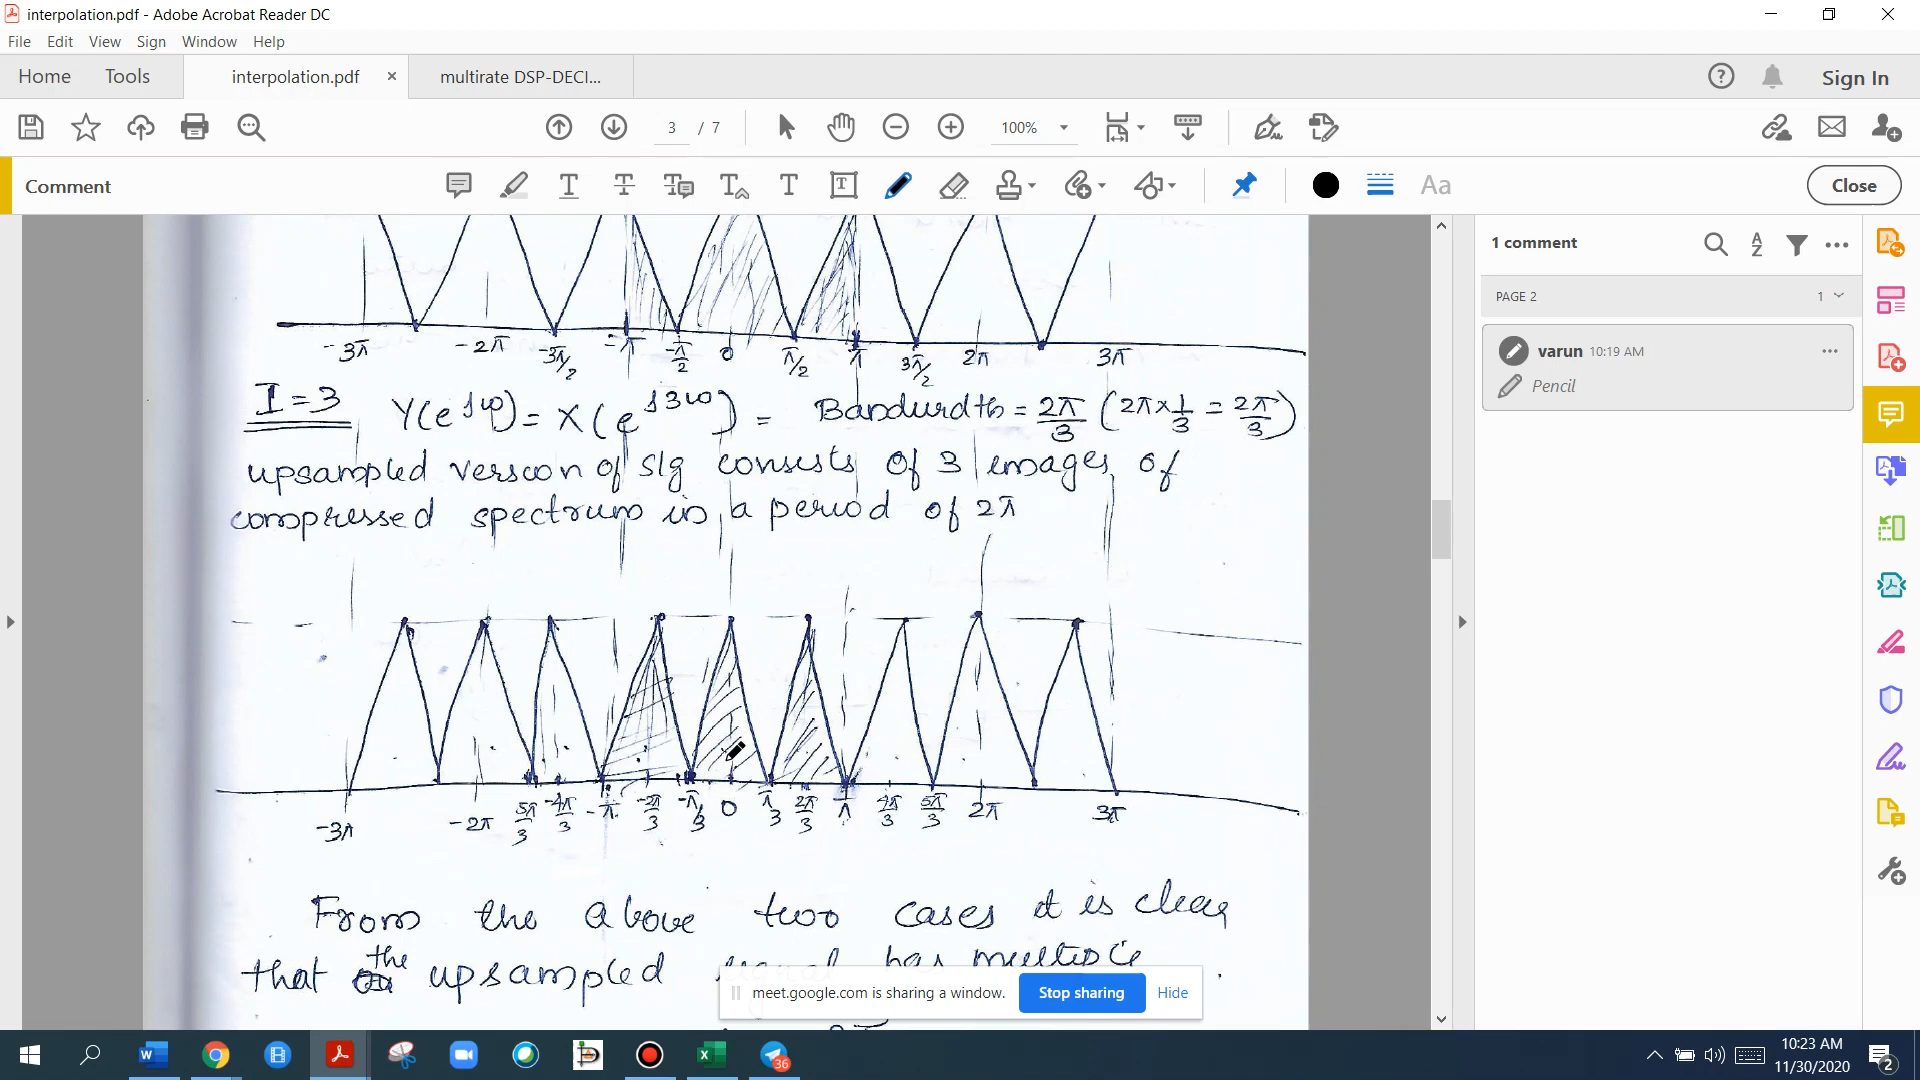 interpolation.pdf - Adobe Acrobat Reader DC
File Edit View Sign Window Help
Home Tools interpolation.pdf × multirate DSP-DECI... Sign In
3 / 7 100%
Comment Close
1 comment
PAGE 2 1
varun 10:19 AM
Pencil
-3π -2π -3π/2 -π -π/2 0 π/2 π 3π/2 2π 3π
I=3 Y(e^jω) = X(e^j3ω) = Bandwidth = 2π/3 (2π×1/3 = 2π/3)
upsampled version of sig consists of 3 images of
compressed spectrum in a period of 2π
-3π -2π 5π/3 -4π/3 -π -2π/3 -π/3 0 π/3 2π/3 π 4π/3 5π/3 2π 3π
From the above two cases it is clear
that the upsampled signal has multiple
meet.google.com is sharing a window. Stop sharing Hide
36
10:23 AM
11/30/2020
2